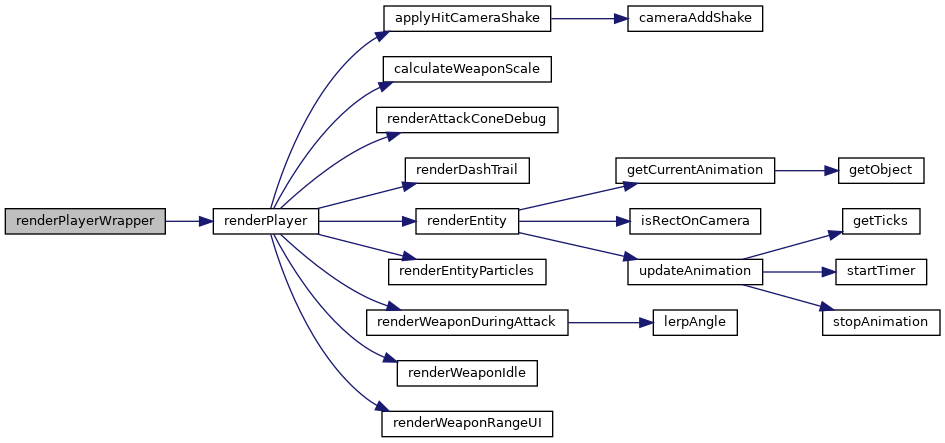 renderPlayerWrapper
renderPlayer
applyHitCameraShake
cameraAddShake
calculateWeaponScale
renderAttackConeDebug
renderDashTrail
renderEntity
getCurrentAnimation
getObject
isRectOnCamera
updateAnimation
getTicks
startTimer
stopAnimation
renderEntityParticles
renderWeaponDuringAttack
lerpAngle
renderWeaponIdle
renderWeaponRangeUI